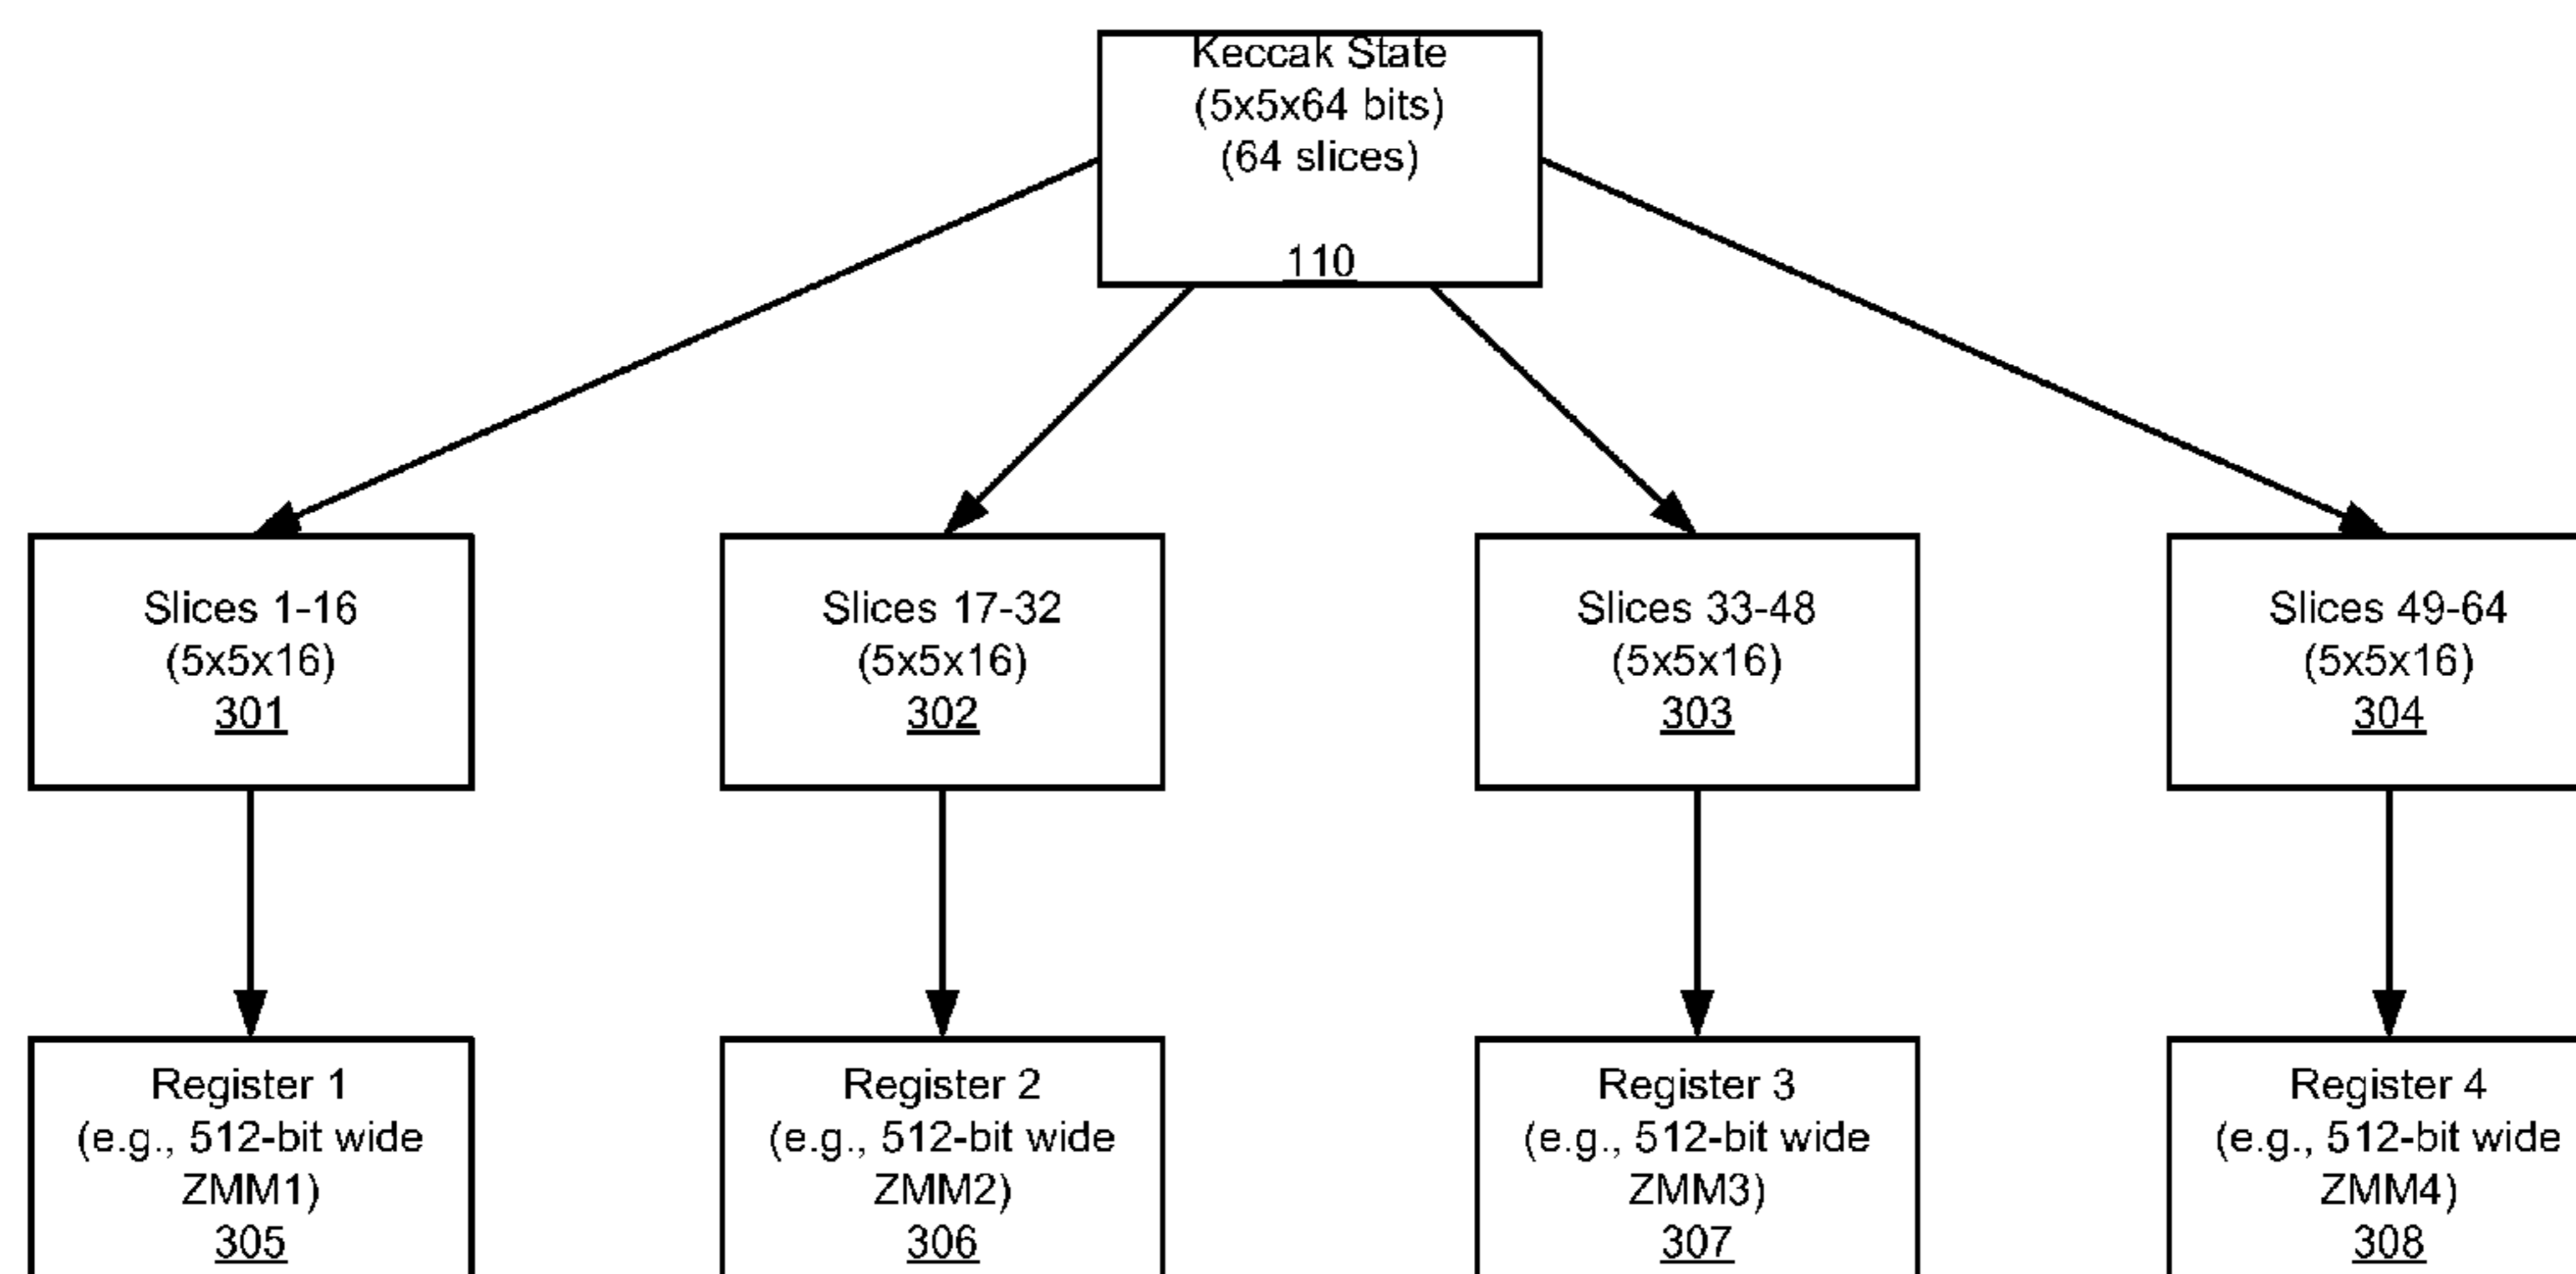 Keccak State
(5x5x64 bits)
(64 slices)
110
Slices 1-16
(5x5x16)
301
Slices 17-32
(5x5x16)
302
Slices 33-48
(5x5x16)
303
Slices 49-64
(5x5x16)
304
Register 1
(e.g., 512-bit wide
ZMM1)
305
Register 2
(e.g., 512-bit wide
ZMM2)
306
Register 3
(e.g., 512-bit wide
ZMM3)
307
Register 4
(e.g., 512-bit wide
ZMM4)
308